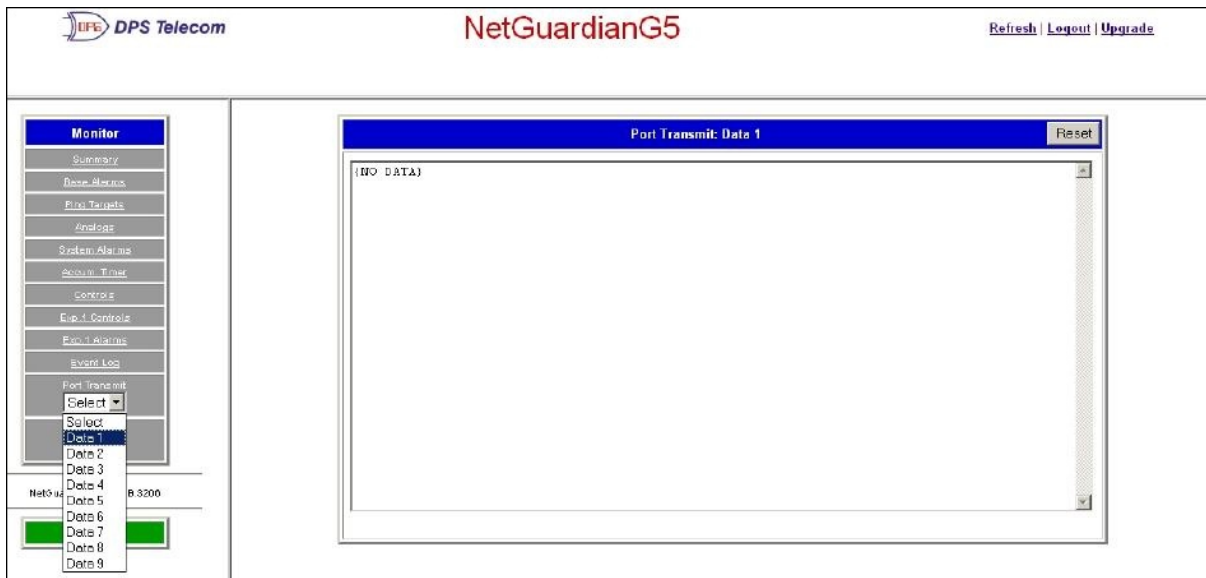 DPS DPS Telecom
NetGuardianG5
Refresh | Logout | Upgrade
Monitor
Summary
Base Alarms
Ping Targets
Analogs
System Alarms
Accum. Timer
Controls
Exp.1 Controls
Exp.1 Alarms
Event Log
Port Transmit
Select
Select
Data 1
Data 2
Data 3
Data 4
Data 5
Data 6
Data 7
Data 8
Data 9
B.3200
Port Transmit: Data 1
Reset
(NO DATA)